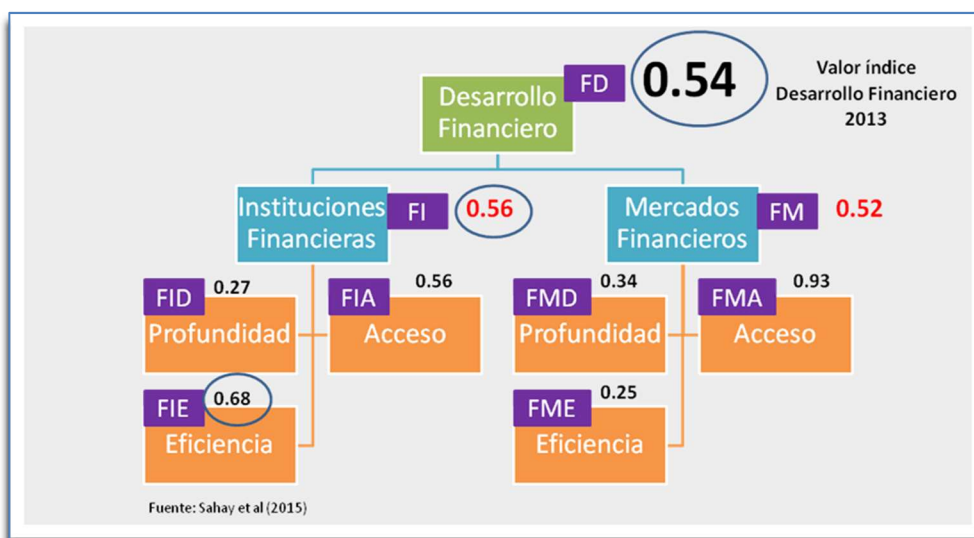 Desarrollo
Financiero
FD
0.54
Valor índice
Desarrollo Financiero
2013
Instituciones
Financieras
FI
0.56
Mercados
Financieros
FM
0.52
FID
0.27
Profundidad
FIA
0.56
Acceso
FMD
0.34
Profundidad
FMA
0.93
Acceso
FIE
0.68
Eficiencia
FME
0.25
Eficiencia
Fuente: Sahay et al (2015)